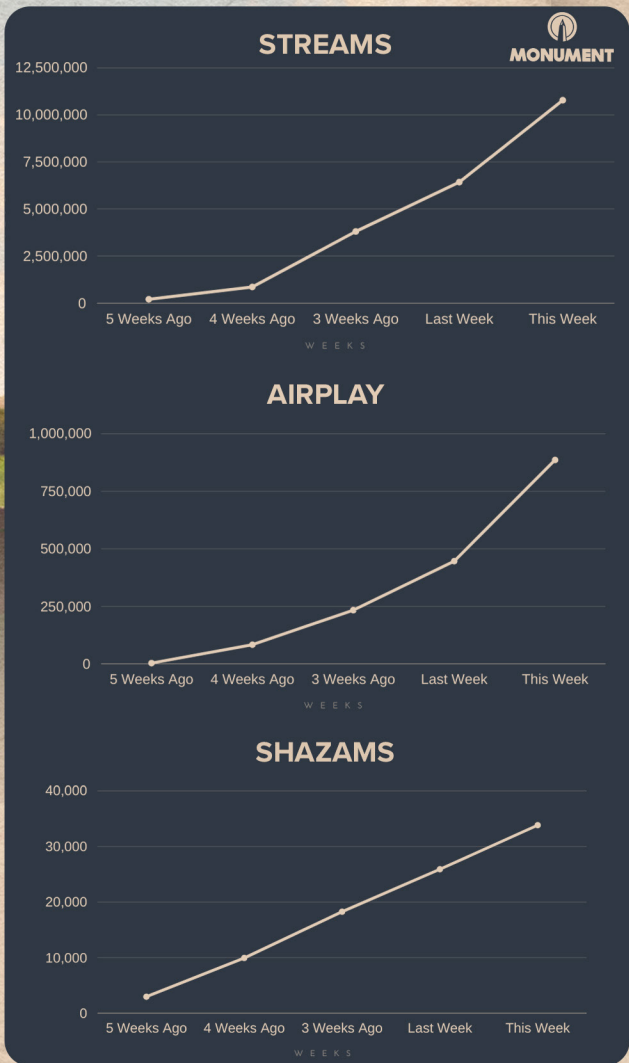 STREAMS
MONUMENT
12,500,000
10,000,000
7,500,000
5,000,000
2,500,000
0
5 Weeks Ago 4 Weeks Ago 3 Weeks Ago Last Week This Week
WEEKS
AIRPLAY
1,000,000
750,000
500,000
250,000
0
5 Weeks Ago 4 Weeks Ago 3 Weeks Ago Last Week This Week
WEEKS
SHAZAMS
40,000
30,000
20,000
10,000
0
5 Weeks Ago 4 Weeks Ago 3 Weeks Ago Last Week This Week
WEEKS